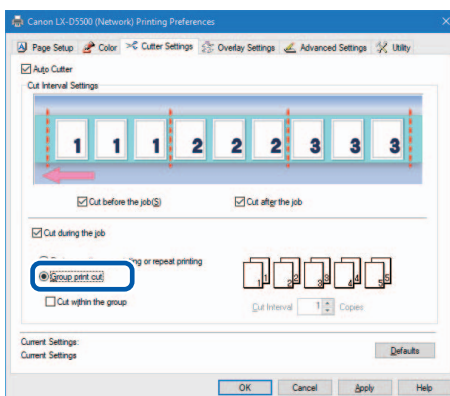 Canon LX-D5500 (Network) Printing Preferences
Page Setup Color Cutter Settings Overlay Settings Advanced Settings Utility
Auto Cutter
Cut Interval Settings
1 1 1 2 2 2 3 3 3
Cut before the job(S) Cut after the job
Cut during the job
ing or repeat printing
Group print cut
1 2 3 4 5
Cut within the group
Cut Interval 1 Copies
Current Settings:
Current Settings
Defaults
OK Cancel Apply Help